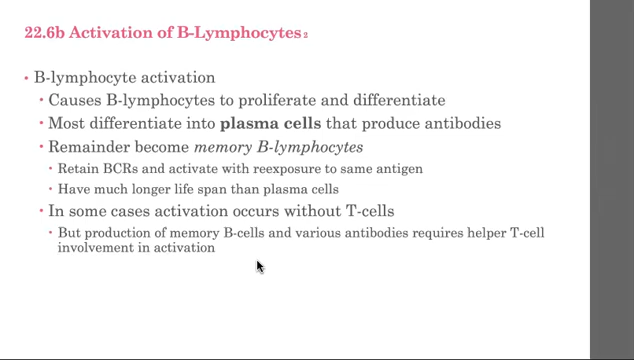 22.6b Activation of B-Lymphocytes 2
• B-lymphocyte activation
• Causes B-lymphocytes to proliferate and differentiate
• Most differentiate into plasma cells that produce antibodies
• Remainder become memory B-lymphocytes
• Retain BCRs and activate with reexposure to same antigen
• Have much longer life span than plasma cells
• In some cases activation occurs without T-cells
• But production of memory B-cells and various antibodies requires helper T-cell
involvement in activation